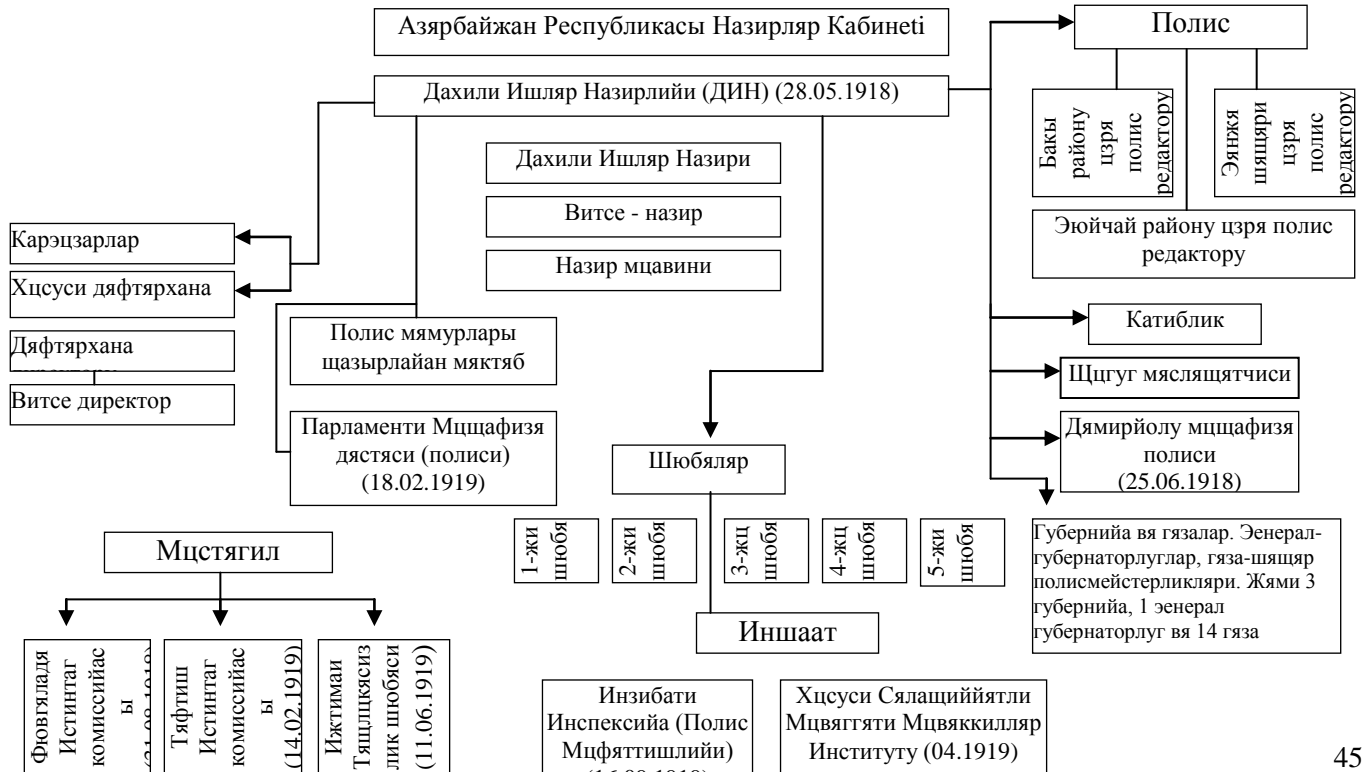 Азярбайжан Республикасы Назирляр Кабинеti
Полис
Дахили Ишляр Назирлийи (ДИН) (28.05.1918)
Бакы
району
цзря
полис
редактору
Эянжя
шящяри
цзря
полис
редактору
Дахили Ишляр Назири
Витсе - назир
Назир мцавини
Эюйчай району цзря полис
редактору
Карэцзарлар
Хцсуси дяфтярхана
Дяфтярхана
Витсе директор
Полис мямурлары
щазырлайан мяктяб
Парламенти Мцщафизя
дястяси (полиси)
(18.02.1919)
Катиблик
Щцгуг мяслящятчиси
Дямирйолу мцщафизя
полиси
(25.06.1918)
Шюбяляр
1-жи
шюбя
2-жи
шюбя
3-жц
шюбя
4-жц
шюбя
5-жи
шюбя
Губернийа вя гязалар. Эенерал-
губернаторлуглар, гяза-шящяр
полисмейстерликляри. Жями 3
губернийа, 1 эенерал
губернаторлуг вя 14 гяза
Мцстягил
Иншаат
Фювгяладя
Истинтаг
комиссийас
ы
Тяфтиш
Истинтаг
комиссийас
ы
(14.02.1919)
Ижтимаи
Тящлцкясиз
лик шюбяси
(11.06.1919)
Инзибати
Инспексийа (Полис
Мцфяттишлийи)
Хцсуси Сялащиййятли
Мцвяггяти Мцвяккилляр
Институту (04.1919)
45